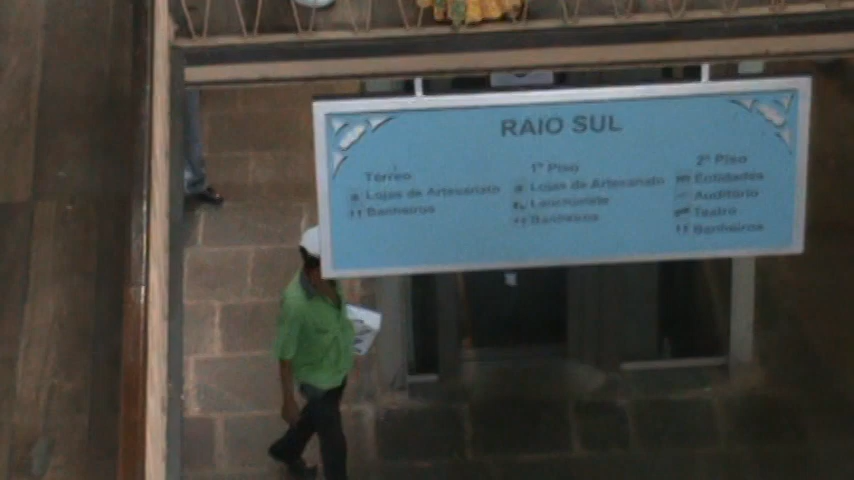 RAIO SUL
Térreo
Lojas de Artesanato
Banheiros
1º Piso
Lojas de Artesanato
Lanchonete
Banheiros
2º Piso
Entidades
Auditório
Teatro
Banheiros